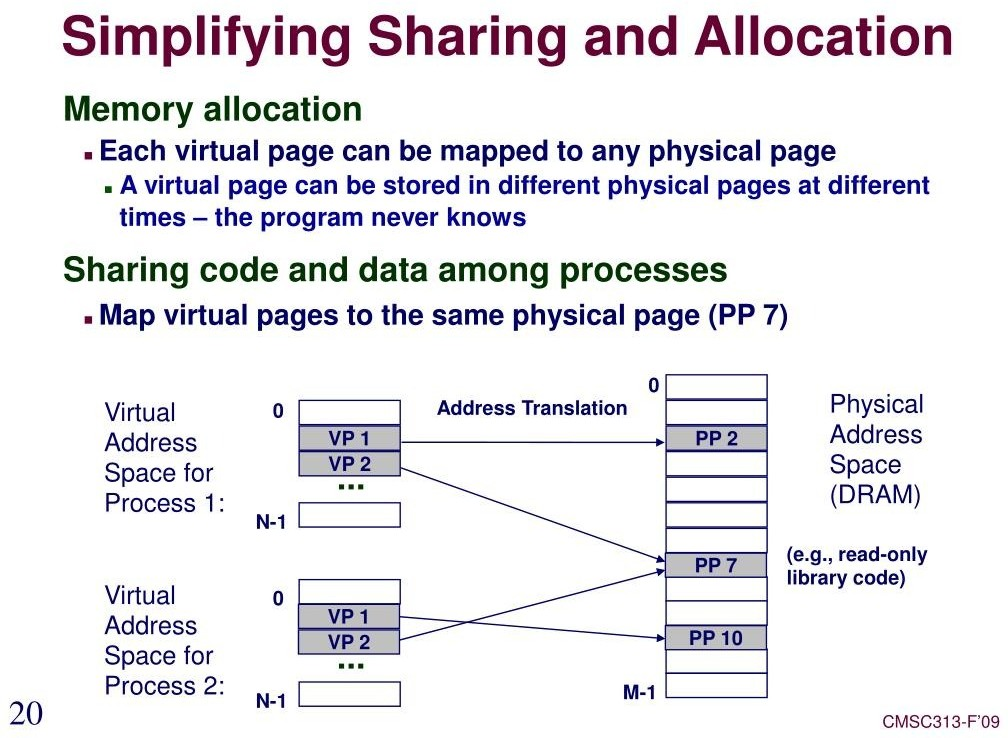 Simplifying Sharing and Allocation
Memory allocation
Each virtual page can be mapped to any physical page
A virtual page can be stored in different physical pages at different
times – the program never knows
Sharing code and data among processes
Map virtual pages to the same physical page (PP 7)
Virtual
Address
Space for
Process 1:
0
VP 1
VP 2
...
N-1
Address Translation
0
PP 2
PP 7
PP 10
M-1
Physical
Address
Space
(DRAM)
(e.g., read-only
library code)
Virtual
Address
Space for
Process 2:
0
VP 1
VP 2
...
N-1
20
CMSC313-F'09